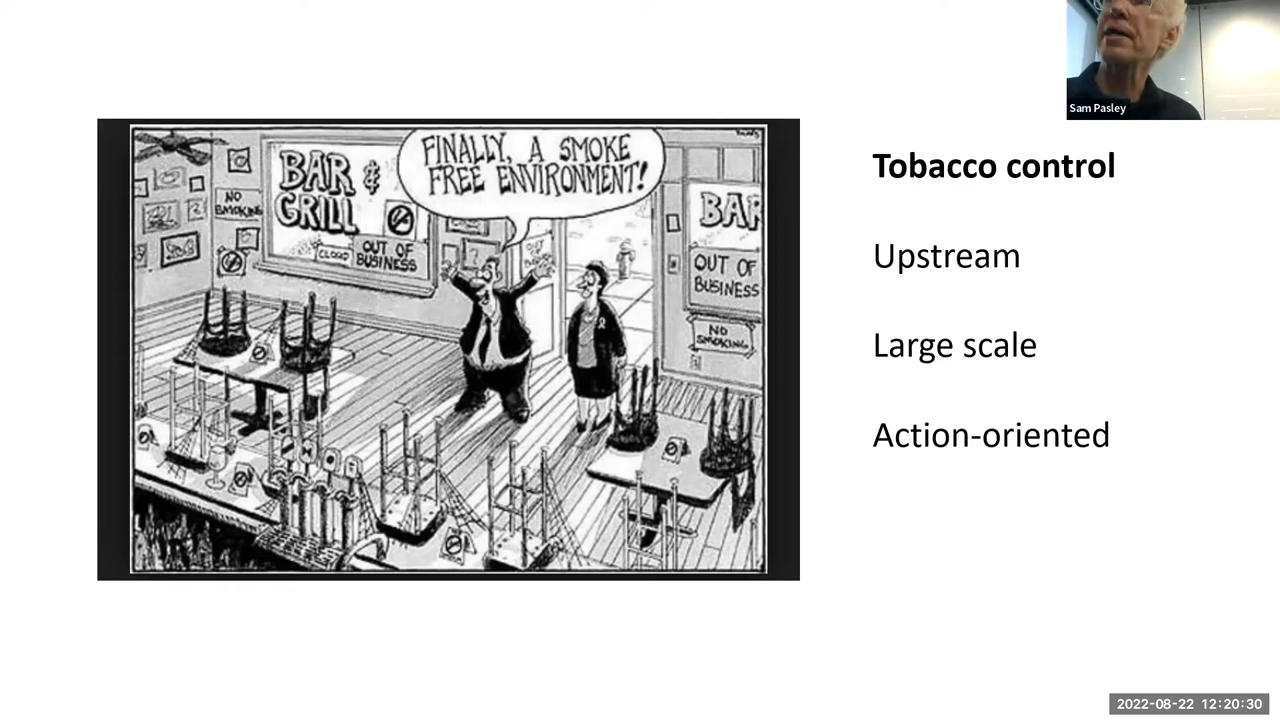 Sam Pasley
Tobacco control
Upstream
Large scale
Action-oriented
FINALLY, A SMOKE
FREE ENVIRONMENT!
BAR &
GRILL
NO
SMOKING
OUT OF
BUSINESS
BAR
OUT OF
BUSINESS
NO
SMOKING
2022-08-22 12:20:30